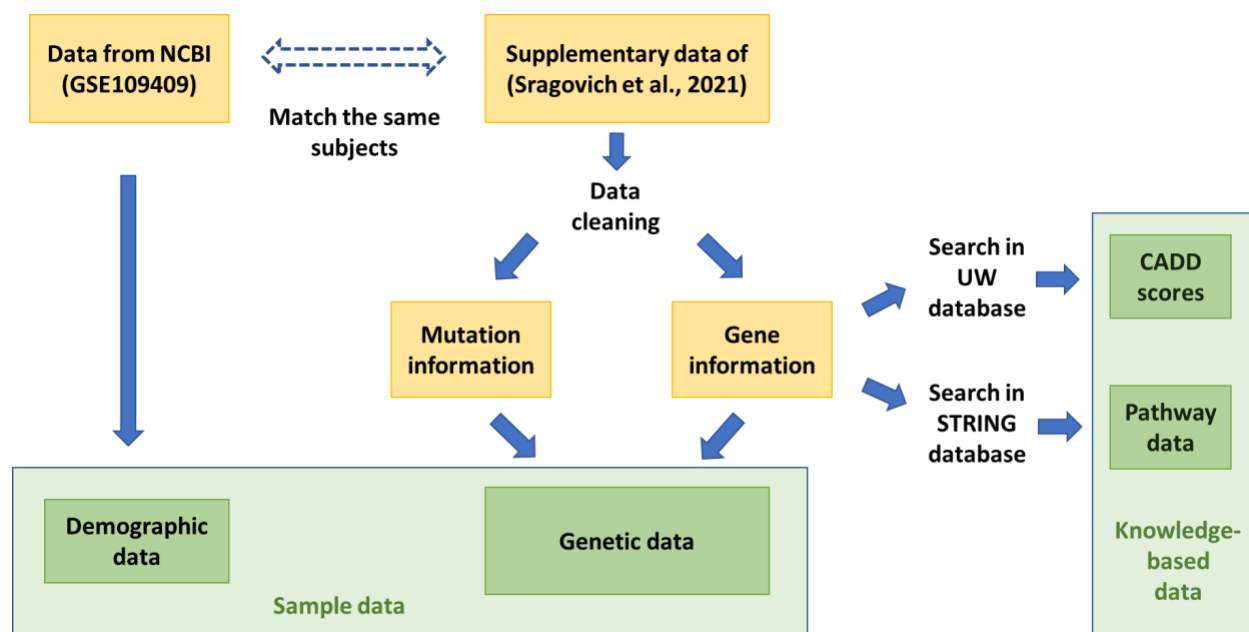 Data from NCBI
(GSE109409)
Match the same
subjects
Supplementary data of
(Sragovich et al., 2021)
Data
cleaning
Mutation
information
Gene
information
Search in
UW
database
CADD
scores
Search in
STRING
database
Pathway
data
Knowledge-
based
data
Demographic
data
Genetic data
Sample data